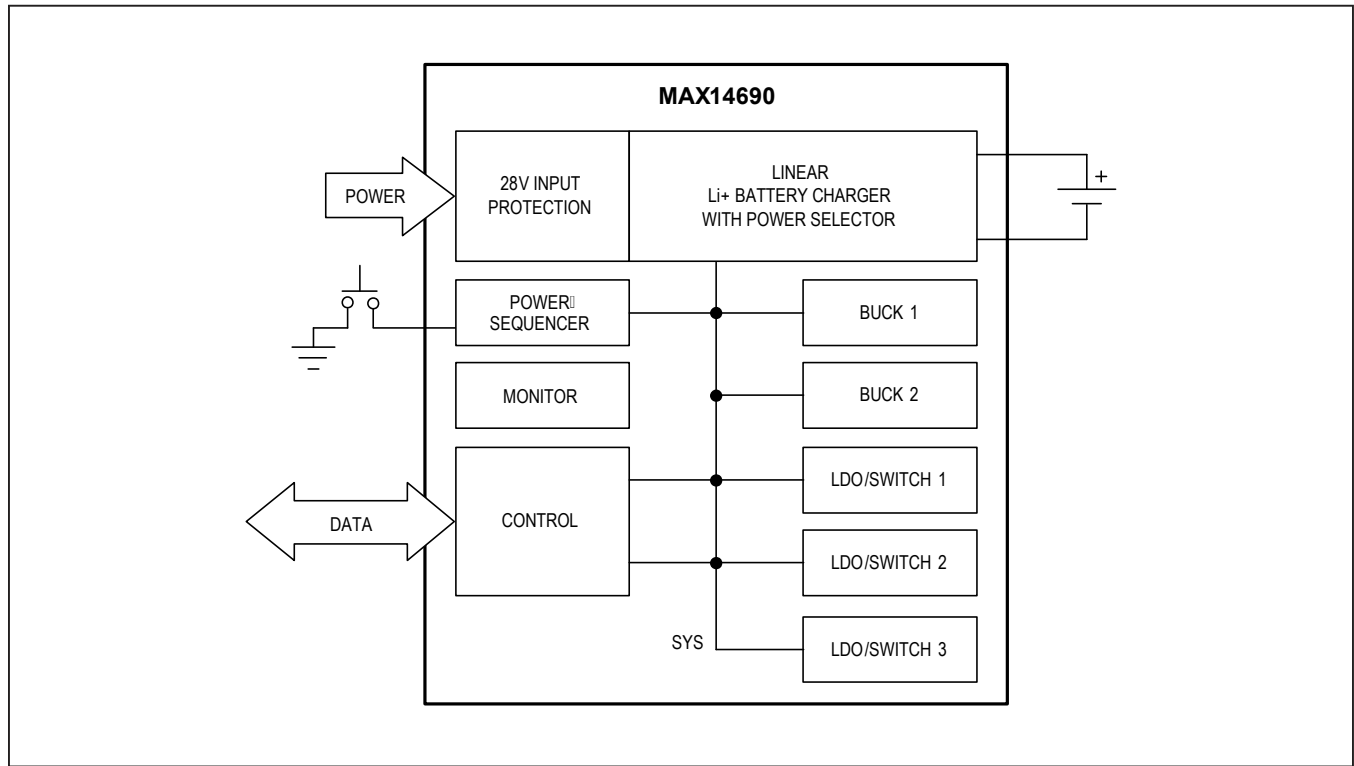 MAX14690
POWER
28V INPUT
PROTECTION
LINEAR
Li+ BATTERY CHARGER
WITH POWER SELECTOR
+
POWER▯
SEQUENCER
BUCK 1
MONITOR
BUCK 2
DATA
CONTROL
LDO/SWITCH 1
LDO/SWITCH 2
SYS
LDO/SWITCH 3